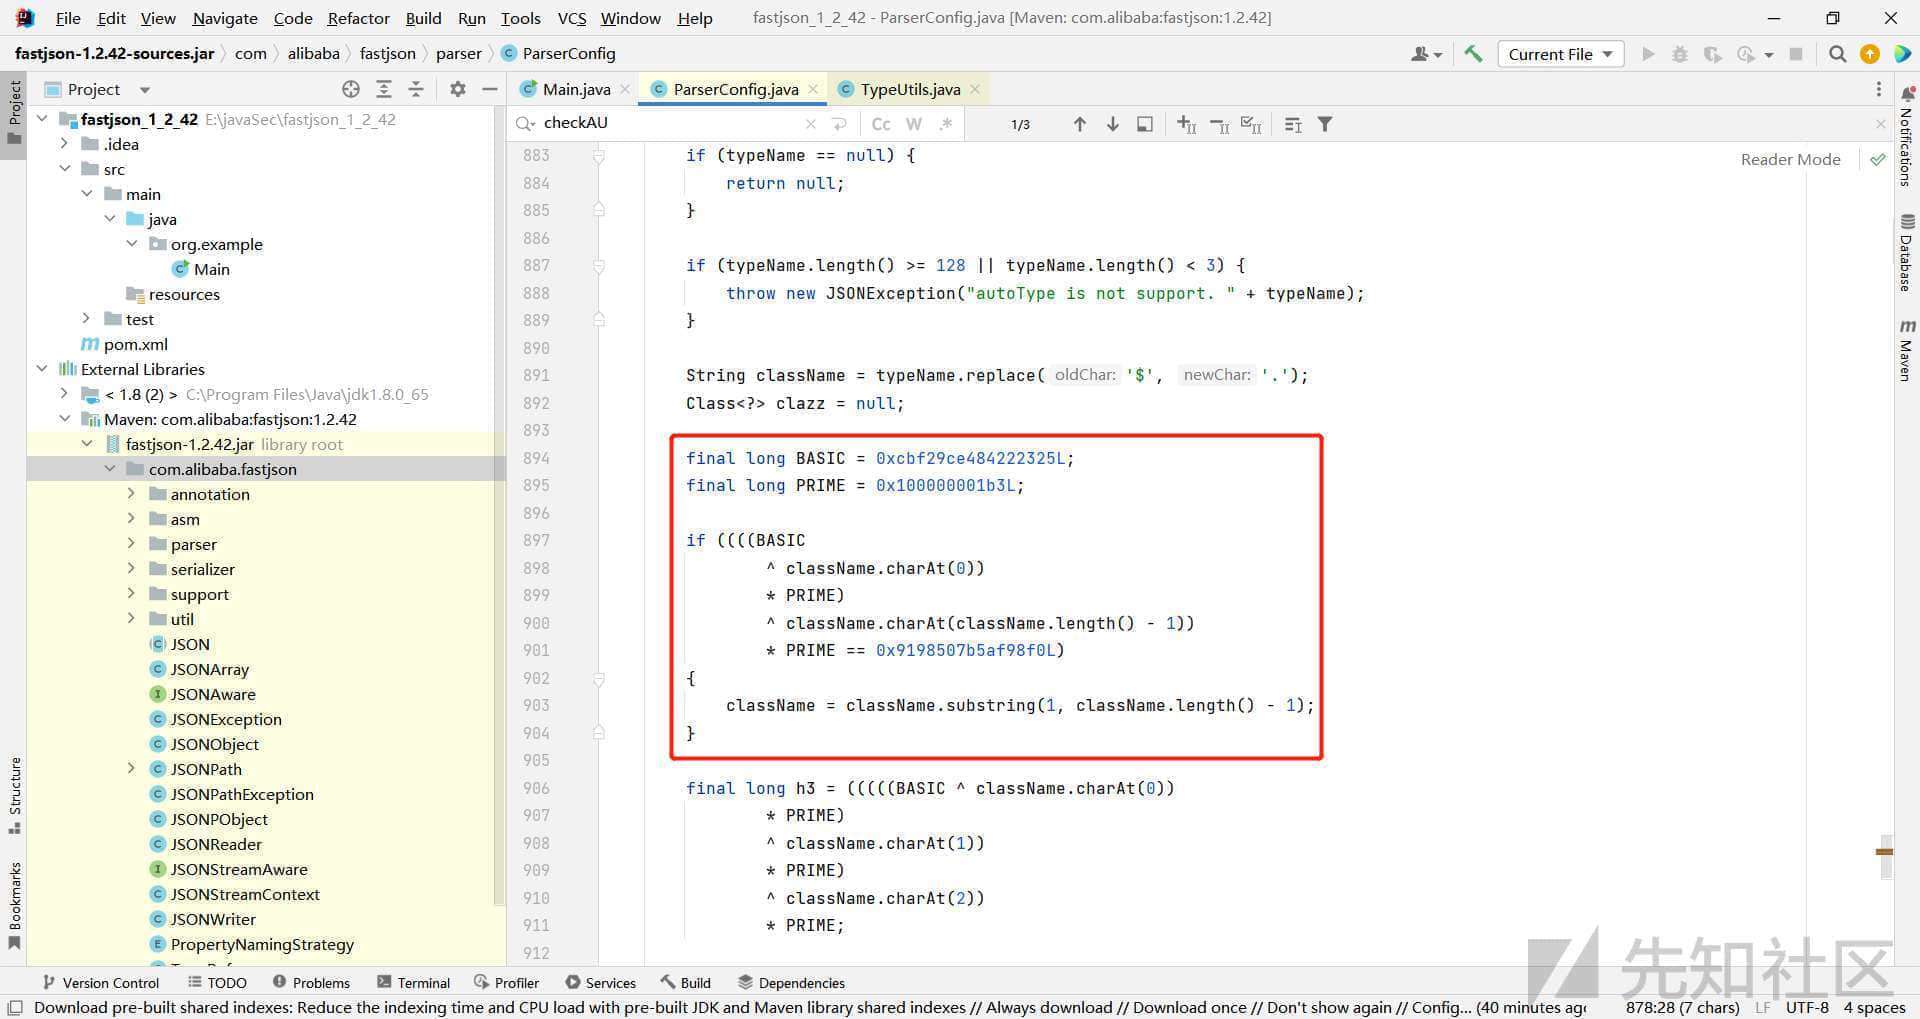 File Edit View Navigate Code Refactor Build Run Tools VCS Window Help fastjson_1_2_42 - ParserConfig.java [Maven: com.alibaba:fastjson:1.2.42]
fastjson-1.2.42-sources.jar com alibaba fastjson parser ParserConfig Current File
Project Main.java ParserConfig.java TypeUtils.java
checkAU Cc W .* 1/3
Reader Mode
Project
Structure
Bookmarks
Notifications
Database
Maven
fastjson_1_2_42 E:\javaSec\fastjson_1_2_42
.idea
src
main
java
org.example
Main
resources
test
pom.xml
External Libraries
< 1.8 (2) > C:\Program Files\Java\jdk1.8.0_65
Maven: com.alibaba:fastjson:1.2.42
fastjson-1.2.42.jar library root
com.alibaba.fastjson
annotation
asm
parser
serializer
support
util
JSON
JSONArray
JSONAware
JSONException
JSONObject
JSONPath
JSONPathException
JSONPObject
JSONReader
JSONStreamAware
JSONStreamContext
JSONWriter
PropertyNamingStrategy
883 if (typeName == null) {
884 return null;
885 }
886
887 if (typeName.length() >= 128 || typeName.length() < 3) {
888 throw new JSONException("autoType is not support. " + typeName);
889 }
890
891 String className = typeName.replace( oldChar: '$', newChar: '.');
892 Class<?> clazz = null;
893
894 final long BASIC = 0xcbf29ce484222325L;
895 final long PRIME = 0x100000001b3L;
896
897 if ((((BASIC
898 ^ className.charAt(0))
899 * PRIME)
900 ^ className.charAt(className.length() - 1))
901 * PRIME == 0x9198507b5af98f0L)
902 {
903 className = className.substring(1, className.length() - 1);
904 }
905
906 final long h3 = (((((BASIC ^ className.charAt(0))
907 * PRIME)
908 ^ className.charAt(1))
909 * PRIME)
910 ^ className.charAt(2))
911 * PRIME;
912
先知社区
Version Control TODO Problems Terminal Profiler Services Build Dependencies
Download pre-built shared indexes: Reduce the indexing time and CPU load with pre-built JDK and Maven library shared indexes // Always download // Download once // Don't show again // Config... (40 minutes ago 878:28 (7 chars) LF UTF-8 4 spaces